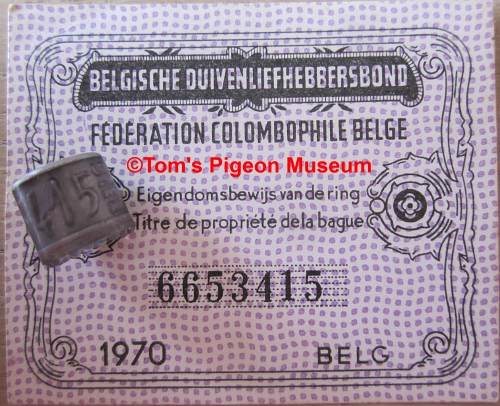 BELGISCHE DUIVENLIEFHEBBERSBOND
FÉDÉRATION COLOMBOPHILE BELGE
©Tom's Pigeon Museum
Eigendomsbewijs van de ring
Titre de propriété de la bague
415
6653415
1970 BELG